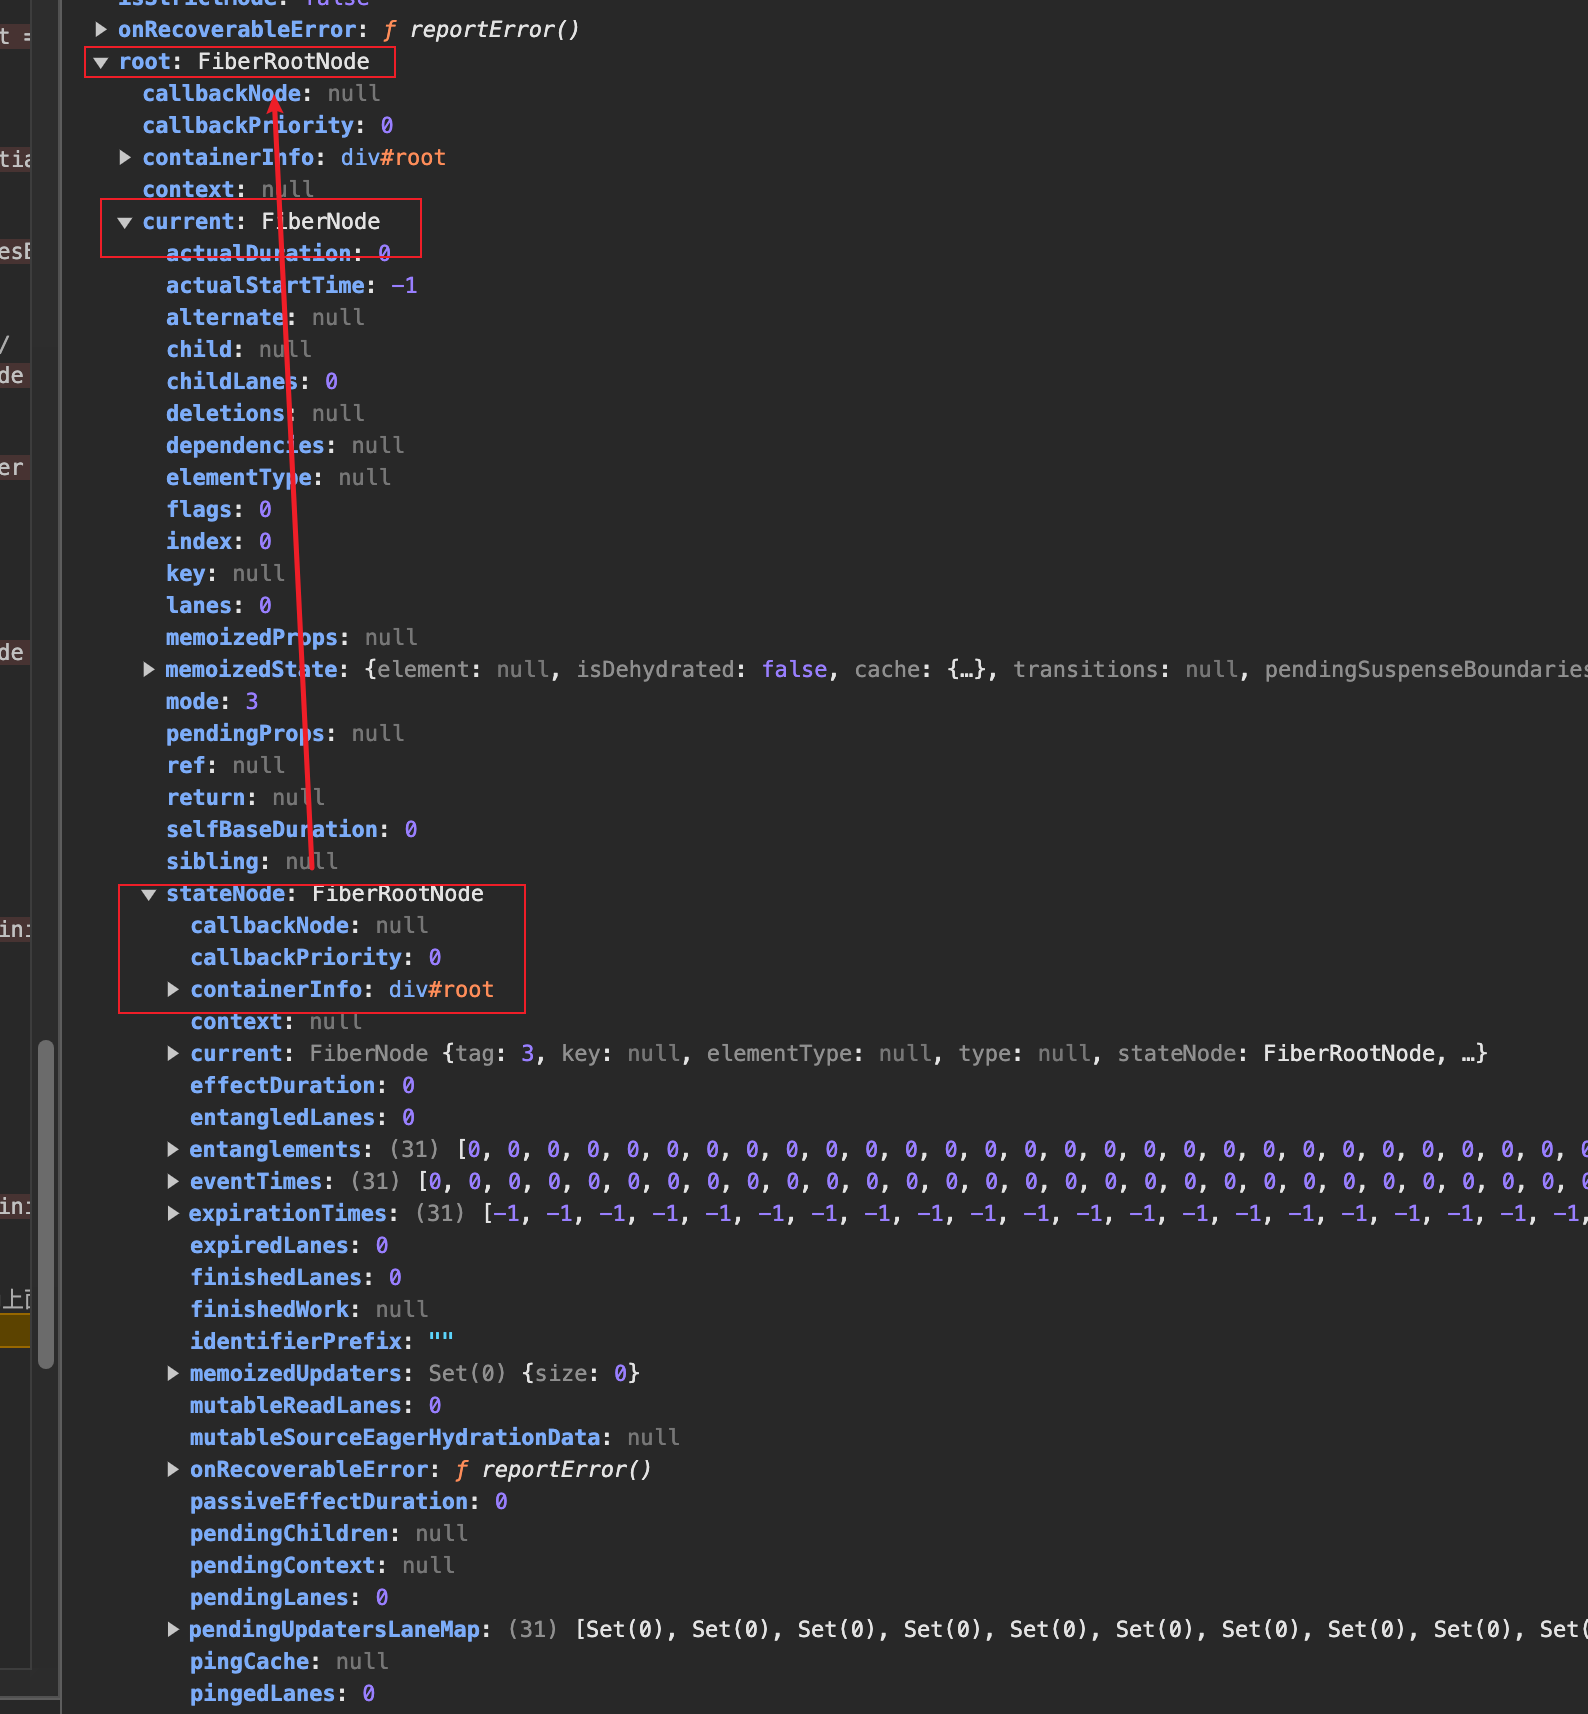 isStrictMode: false
onRecoverableError: ƒ reportError()
t =
root: FiberRootNode
callbackNode: null
callbackPriority: 0
tia
containerInfo: div#root
context: null
current: FiberNode
esE
actualDuration: 0
actualStartTime: -1
alternate: null
/
child: null
de
childLanes: 0
deletions: null
dependencies: null
er
elementType: null
flags: 0
index: 0
key: null
lanes: 0
memoizedProps: null
de
memoizedState: {element: null, isDehydrated: false, cache: {…}, transitions: null, pendingSuspenseBoundaries
mode: 3
pendingProps: null
ref: null
return: null
selfBaseDuration: 0
sibling: null
stateNode: FiberRootNode
ini
callbackNode: null
callbackPriority: 0
containerInfo: div#root
context: null
current: FiberNode {tag: 3, key: null, elementType: null, type: null, stateNode: FiberRootNode, …}
effectDuration: 0
entangledLanes: 0
entanglements: (31) [0, 0, 0, 0, 0, 0, 0, 0, 0, 0, 0, 0, 0, 0, 0, 0, 0, 0, 0, 0, 0, 0, 0, 0, 0, 0, 0, 0, 0
eventTimes: (31) [0, 0, 0, 0, 0, 0, 0, 0, 0, 0, 0, 0, 0, 0, 0, 0, 0, 0, 0, 0, 0, 0, 0, 0, 0, 0, 0, 0, 0, 0
ini
expirationTimes: (31) [-1, -1, -1, -1, -1, -1, -1, -1, -1, -1, -1, -1, -1, -1, -1, -1, -1, -1, -1, -1, -1,
expiredLanes: 0
finishedLanes: 0
上
finishedWork: null
identifierPrefix: ""
memoizedUpdaters: Set(0) {size: 0}
mutableReadLanes: 0
mutableSourceEagerHydrationData: null
onRecoverableError: ƒ reportError()
passiveEffectDuration: 0
pendingChildren: null
pendingContext: null
pendingLanes: 0
pendingUpdatersLaneMap: (31) [Set(0), Set(0), Set(0), Set(0), Set(0), Set(0), Set(0), Set(0), Set(0), Set(
pingCache: null
pingedLanes: 0